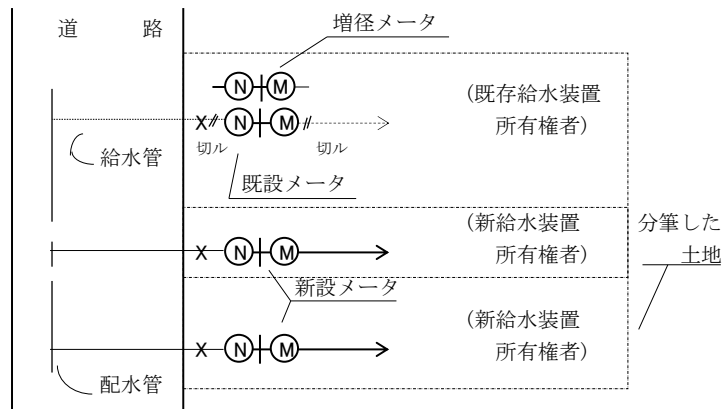 道 路
増径メータ
N M
(既存給水装置
所有権者)
X N M
切ル 切ル
給水管
既設メータ
(新給水装置
所有権者)
分筆した
土地
X N M
新設メータ
(新給水装置
所有権者)
X N M
配水管